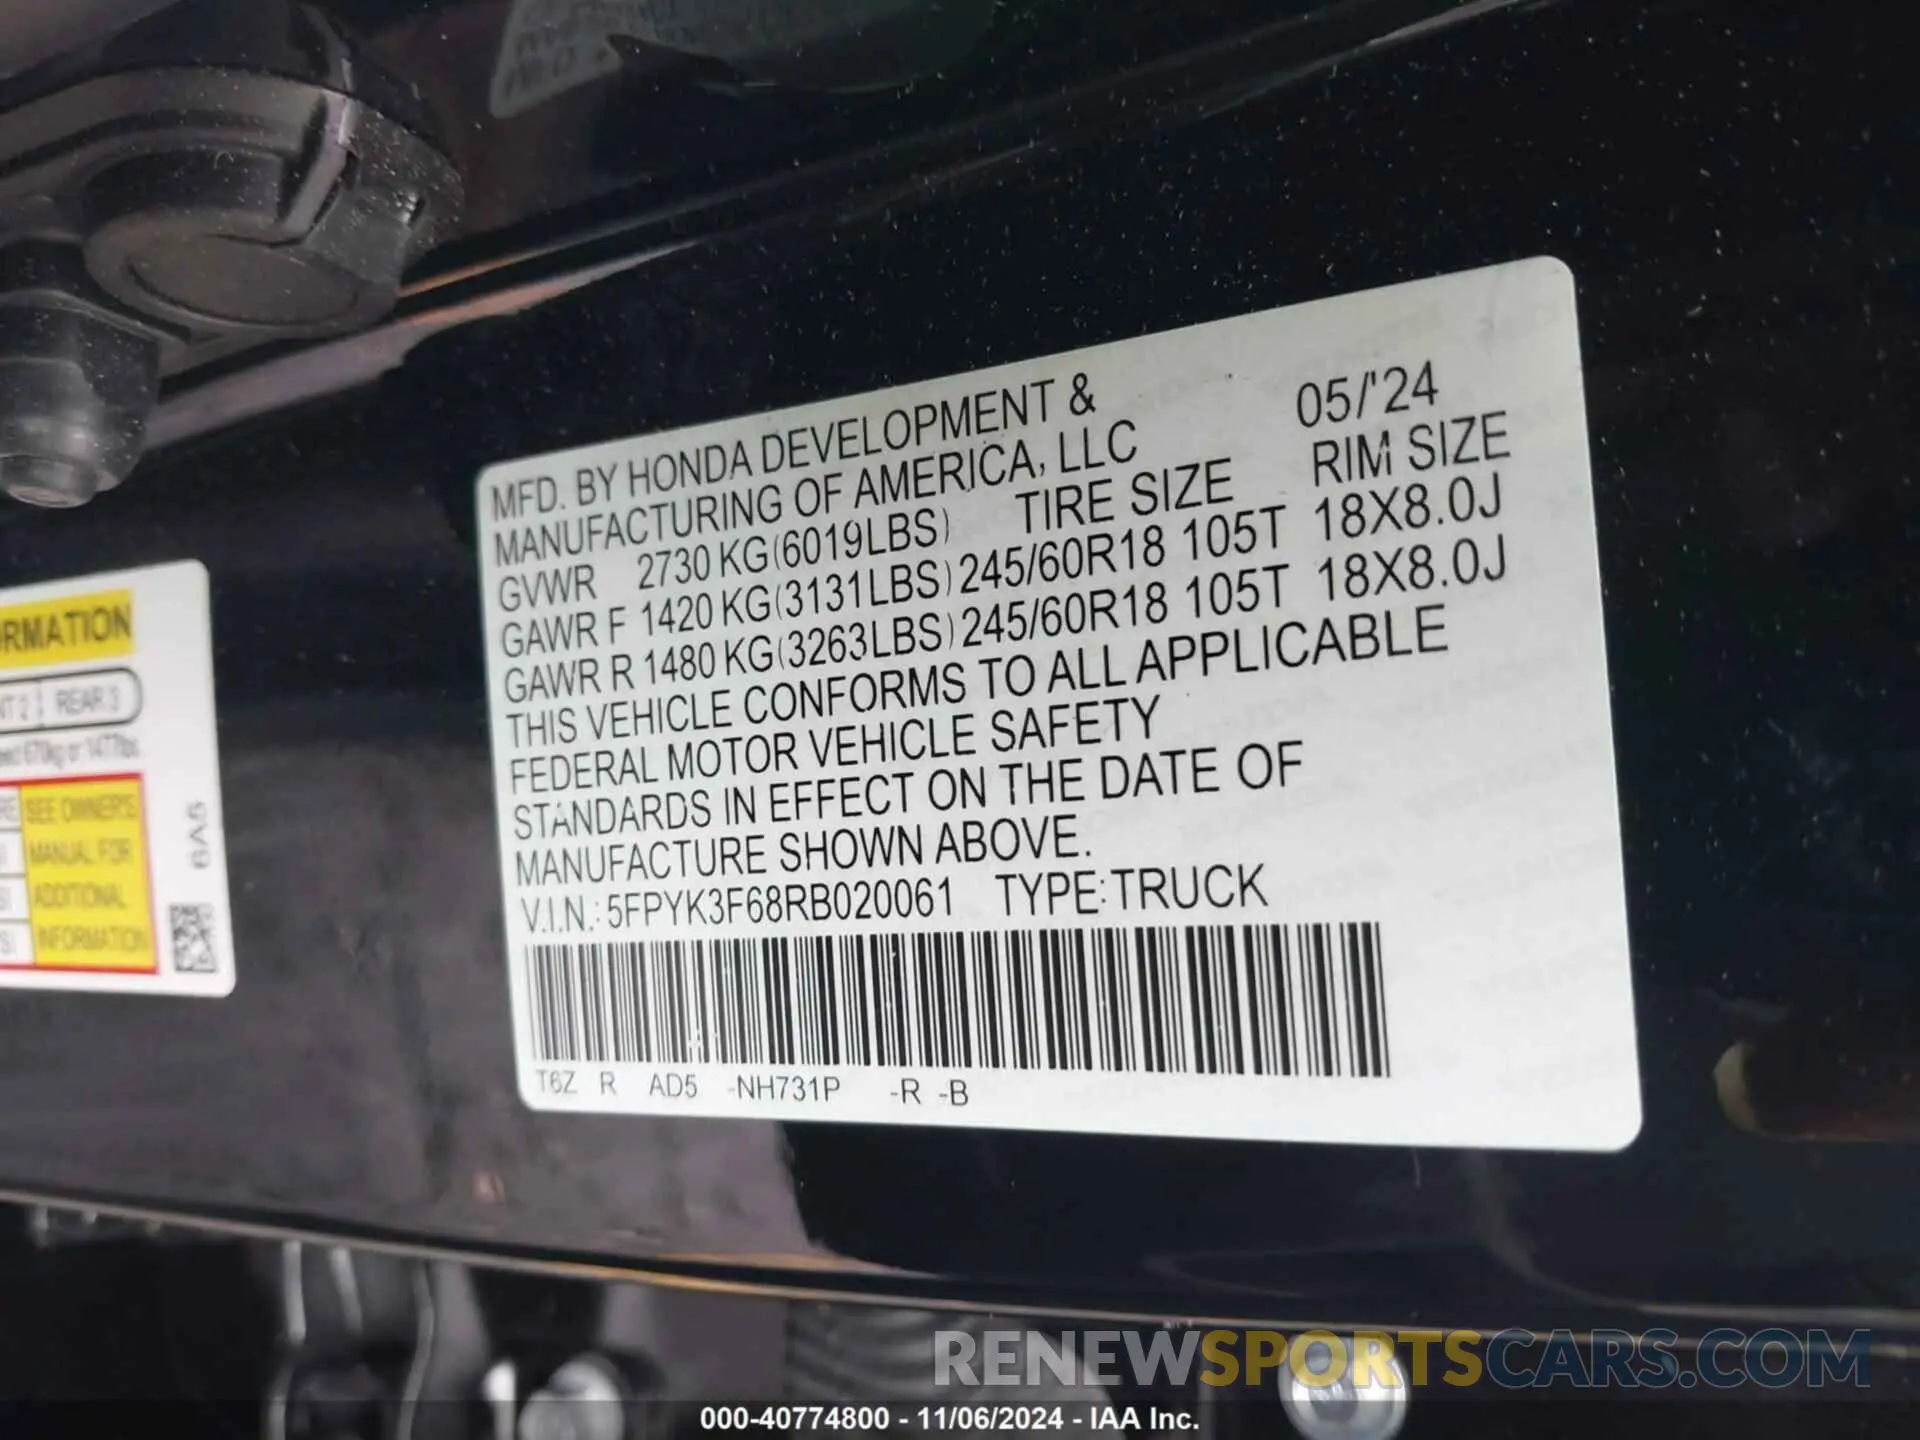 MFD. BY HONDA DEVELOPMENT & 05/'24
MANUFACTURING OF AMERICA, LLC RIM SIZE
GVWR 2730 KG(6019LBS) TIRE SIZE
GAWR F 1420 KG(3131LBS) 245/60R18 105T 18X8.0J
GAWR R 1480 KG(3263LBS) 245/60R18 105T 18X8.0J
THIS VEHICLE CONFORMS TO ALL APPLICABLE
FEDERAL MOTOR VEHICLE SAFETY
STANDARDS IN EFFECT ON THE DATE OF
MANUFACTURE SHOWN ABOVE.
V.I.N.: 5FPYK3F68RB020061 TYPE:TRUCK
T6Z R AD5 -NH731P -R -B
REAR 3
670kg or 1477lbs.
SEE OWNER'S
MANUAL FOR
ADDITIONAL
INFORMATION
6A5
RENEWSPORTSCARS.COM
000-40774800 - 11/06/2024 - IAA Inc.